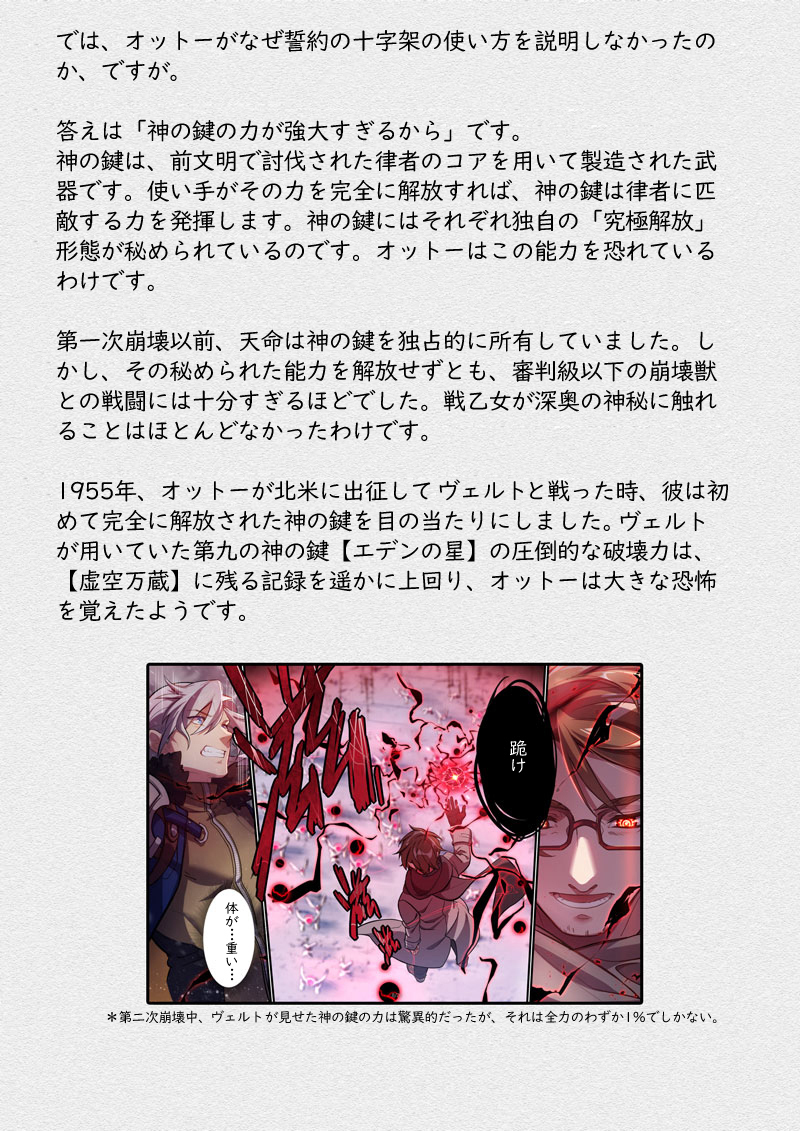 では、オットーがなぜ誓約の十字架の使い方を説明しなかったの
か、ですが。
答えは「神の鍵の力が強大すぎるから」です。
神の鍵は、前文明で討伐された律者のコアを用いて製造された武
器です。使い手がその力を完全に解放すれば、神の鍵は律者に匹
敵する力を発揮します。神の鍵にはそれぞれ独自の「究極解放」
形態が秘められているのです。オットーはこの能力を恐れている
わけです。
第一次崩壊以前、天命は神の鍵を独占的に所有していました。し
かし、その秘められた能力を解放せずとも、審判級以下の崩壊獣
との戦闘には十分すぎるほどでした。戦乙女が深奥の神秘に触れ
ることはほとんどなかったわけです。
1955年、オットーが北米に出征してヴェルトと戦った時、彼は初
めて完全に解放された神の鍵を目の当たりにしました。ヴェルト
が用いていた第九の神の鍵【エデンの星】の圧倒的な破壊力は、
【虚空万蔵】に残る記録を遥かに上回り、オットーは大きな恐怖
を覚えたようです。
跪け
体が…重い…
＊第二次崩壊中、ヴェルトが見せた神の鍵の力は驚異的だったが、それは全力のわずか1%でしかない。